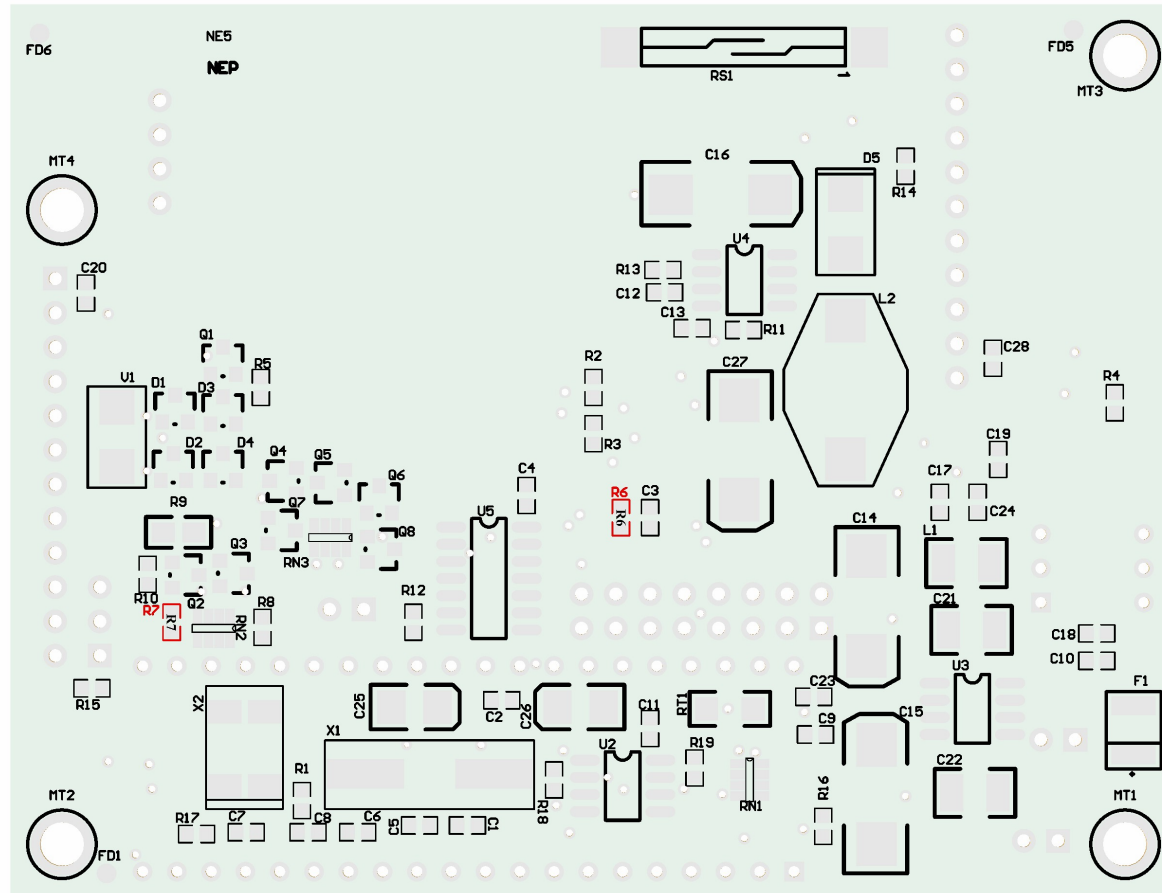 FD6
NE5
NEP
RS1
1
FD5
MT3
MT4
C16
D5
R14
U4
C20
R13
C12
C13
R11
L2
Q1
R5
V1
D1
D3
R2
C27
C28
R4
D2
D4
R3
Q4
Q5
Q6
C4
C19
C17
R9
Q7
U5
R6
R6
C3
C24
C14
L1
Q8
RN3
Q3
R10
Q2
R12
C21
R7
R7
RN2
R8
C18
C10
U3
R15
X2
C25
C2
C26
C11
RT1
C23
C9
C15
F1
X1
U2
R19
C22
R1
R18
RN1
R16
MT2
MT1
R17
C7
C8
C6
C5
C1
FD1